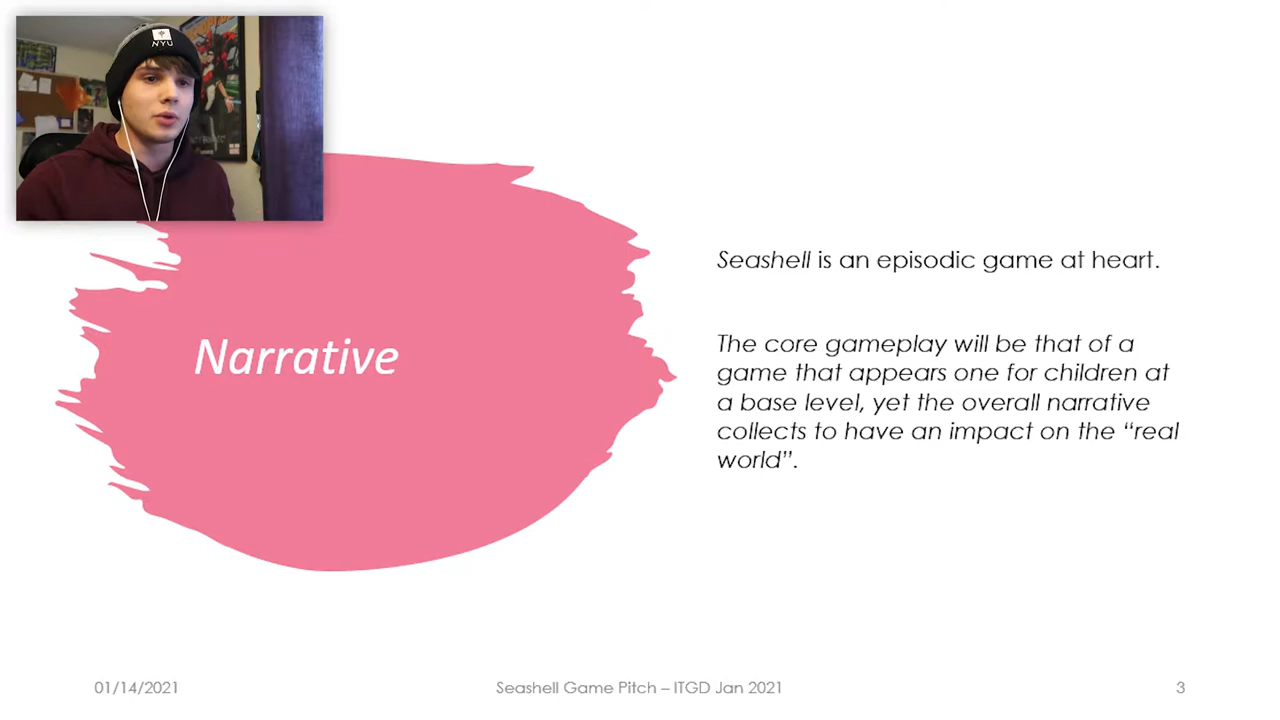 NYU
Narrative
Seashell is an episodic game at heart.
The core gameplay will be that of a
game that appears one for children at
a base level, yet the overall narrative
collects to have an impact on the “real
world”.
01/14/2021
Seashell Game Pitch – ITGD Jan 2021
3